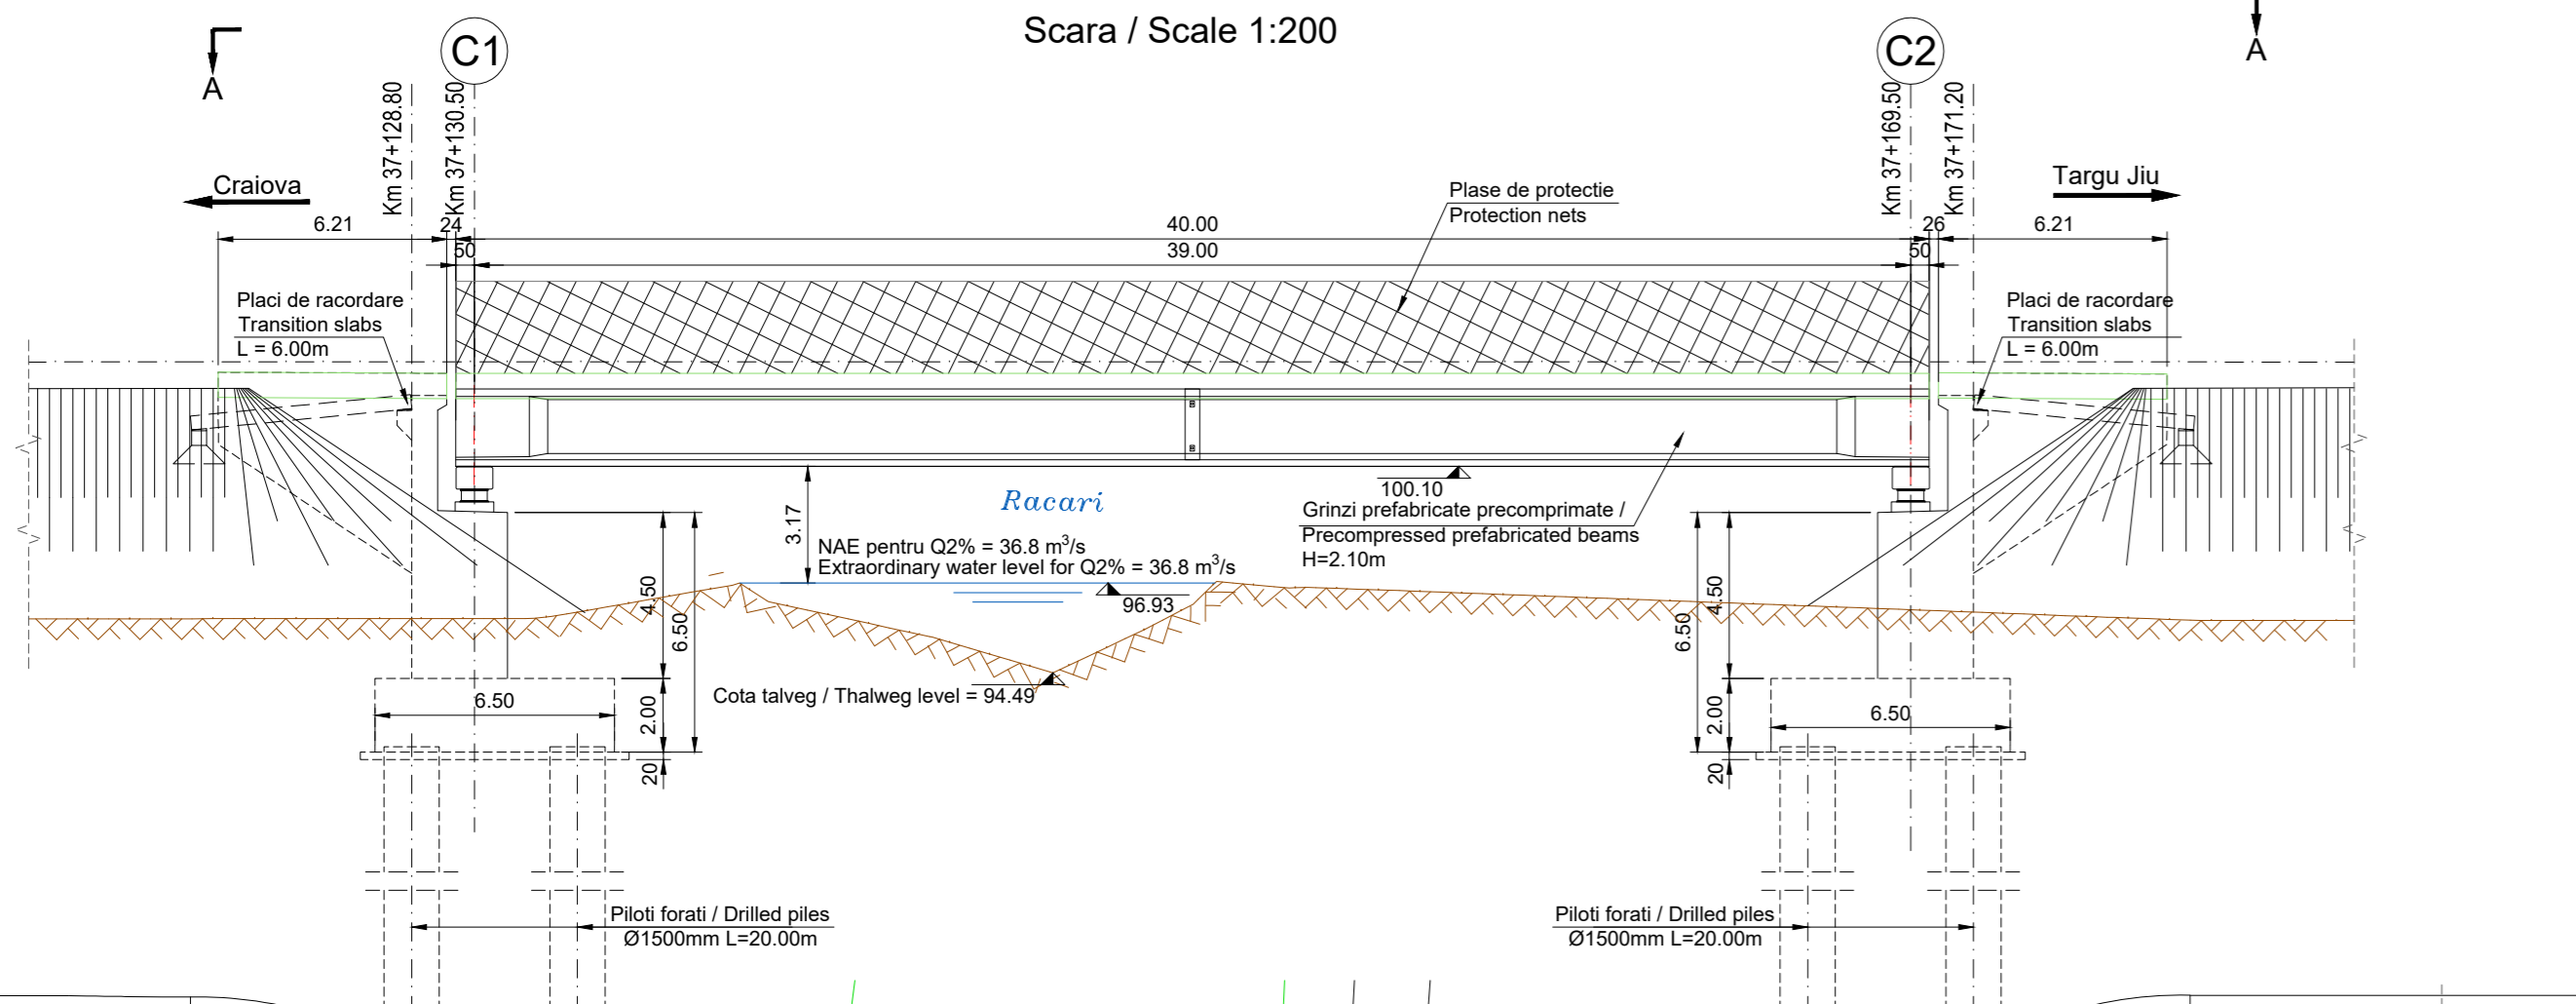 Scara / Scale 1:200
C1
C2
A
A
Km 37+128.80
Km 37+130.50
Km 37+169.50
Km 37+171.20
Craiova
Targu Jiu
Plase de protectie
Protection nets
6.21
24
40.00
26
6.21
50
39.00
50
Placi de racordare
Transition slabs
L = 6.00m
Placi de racordare
Transition slabs
L = 6.00m
Racari
3.17
100.10
Grinzi prefabricate precomprimate /
Precompressed prefabricated beams
H=2.10m
NAE pentru Q2% = 36.8 m³/s
Extraordinary water level for Q2% = 36.8 m³/s
96.93
4.50
6.50
4.50
6.50
Cota talveg / Thalweg level = 94.49
6.50
2.00
20
6.50
2.00
20
Piloti forati / Drilled piles
Ø1500mm L=20.00m
Piloti forati / Drilled piles
Ø1500mm L=20.00m